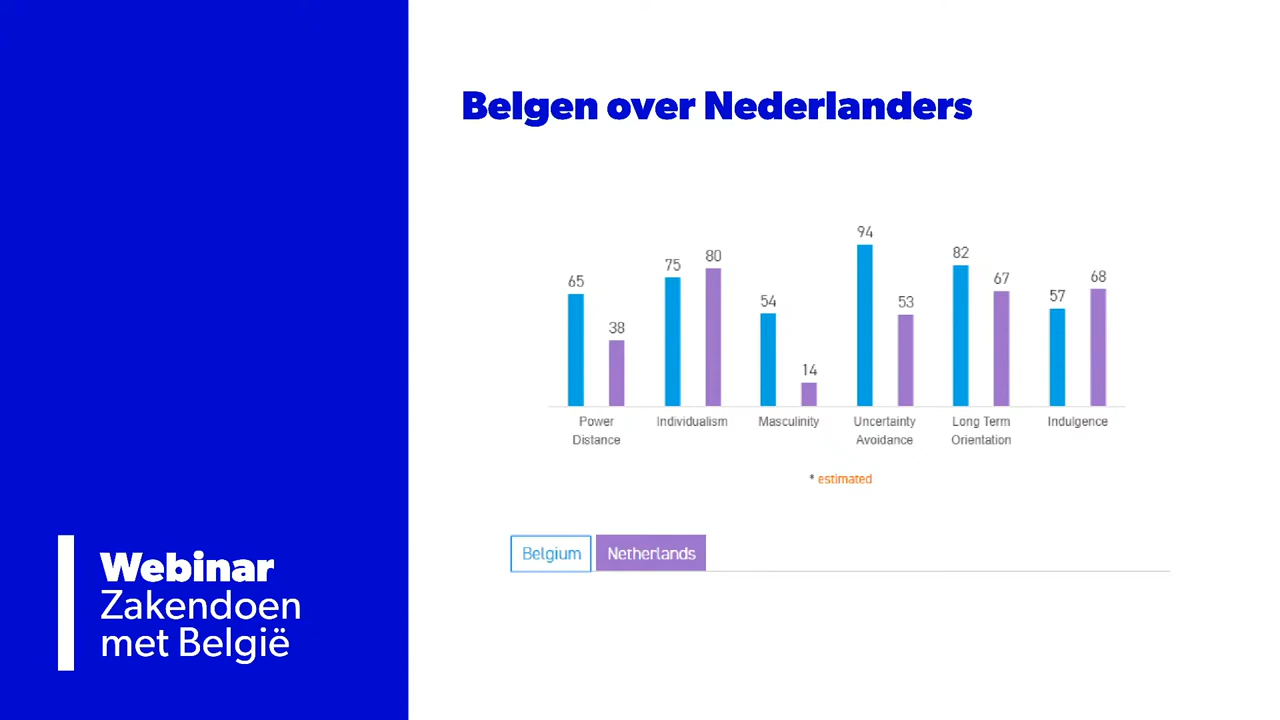 Belgen over Nederlanders
65
38
75
80
54
14
94
53
82
67
57
68
Power
Distance
Individualism
Masculinity
Uncertainty
Avoidance
Long Term
Orientation
Indulgence
* estimated
Belgium
Netherlands
Webinar
Zakendoen
met België